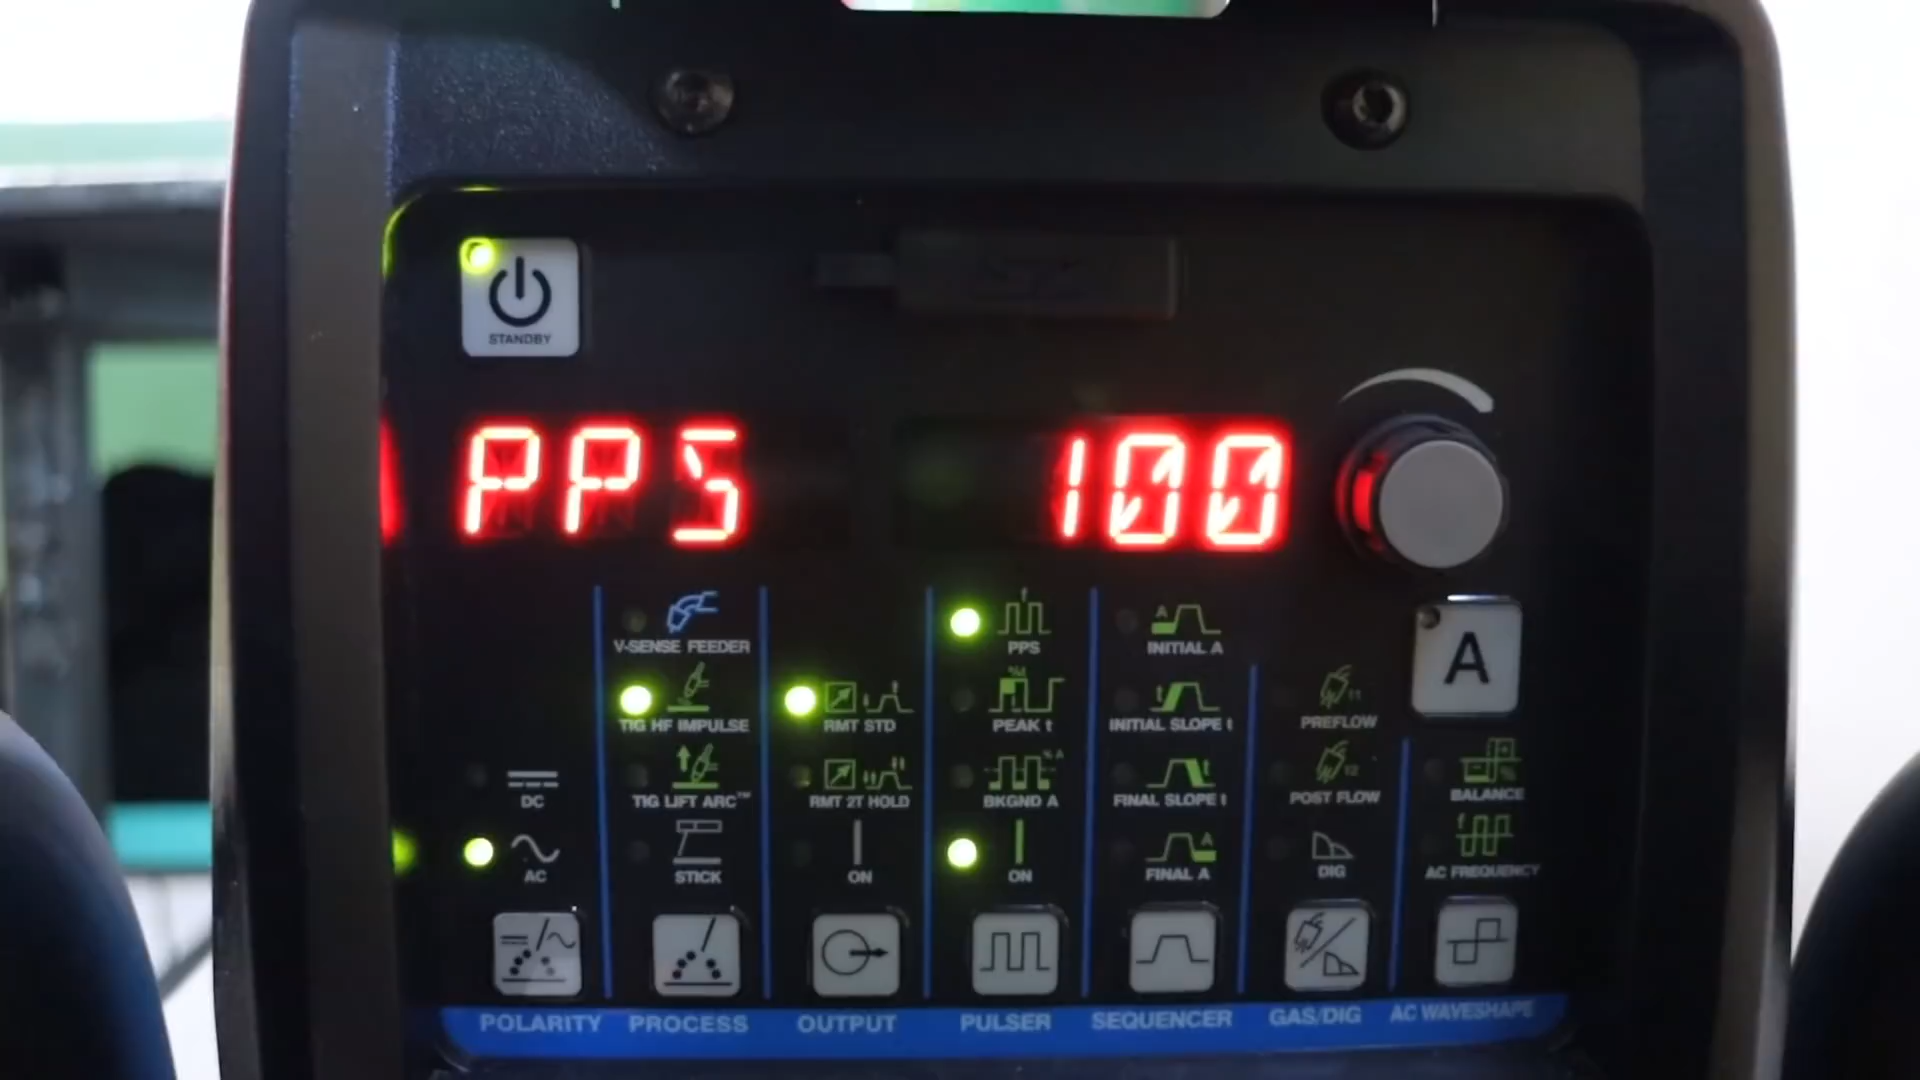 STANDBY
PPS 100
V-SENSE FEEDER
PPS
INITIAL A
A
TIG HF IMPULSE
RMT STD
PEAK t
INITIAL SLOPE t
PREFLOW
DC
TIG LIFT ARC™
RMT 2T HOLD
BKGND A
FINAL SLOPE t
POST FLOW
BALANCE
AC
STICK
ON
ON
FINAL A
DIG
AC FREQUENCY
POLARITY PROCESS OUTPUT PULSER SEQUENCER GAS/DIG AC WAVESHAPE